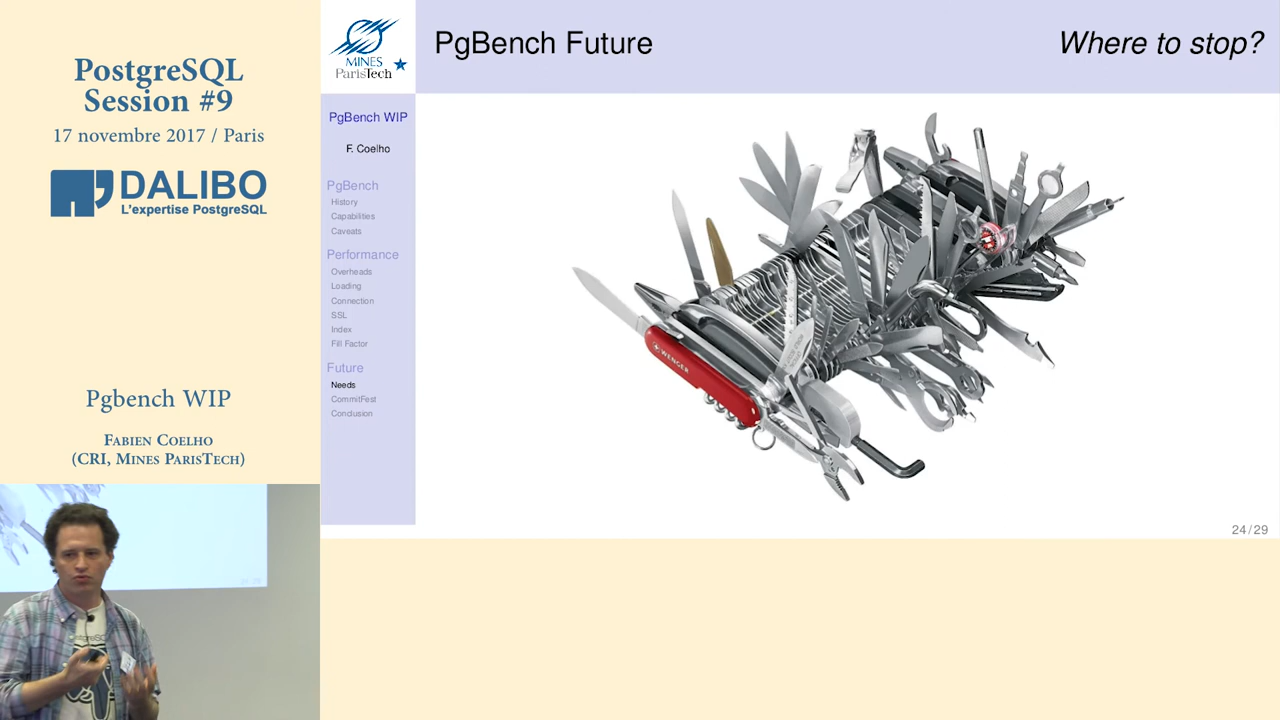 PostgreSQL
Session #9
17 novembre 2017 / Paris
DALIBO
L'expertise PostgreSQL
Pgbench WIP
Fabien Coelho
(CRI, Mines ParisTech)
MINES
ParisTech
PgBench Future
Where to stop?
PgBench WIP
F. Coelho
PgBench
History
Capabilities
Caveats
Performance
Overheads
Loading
Connection
SSL
Index
Fill Factor
Future
Needs
CommitFest
Conclusion
WENGER
24/29